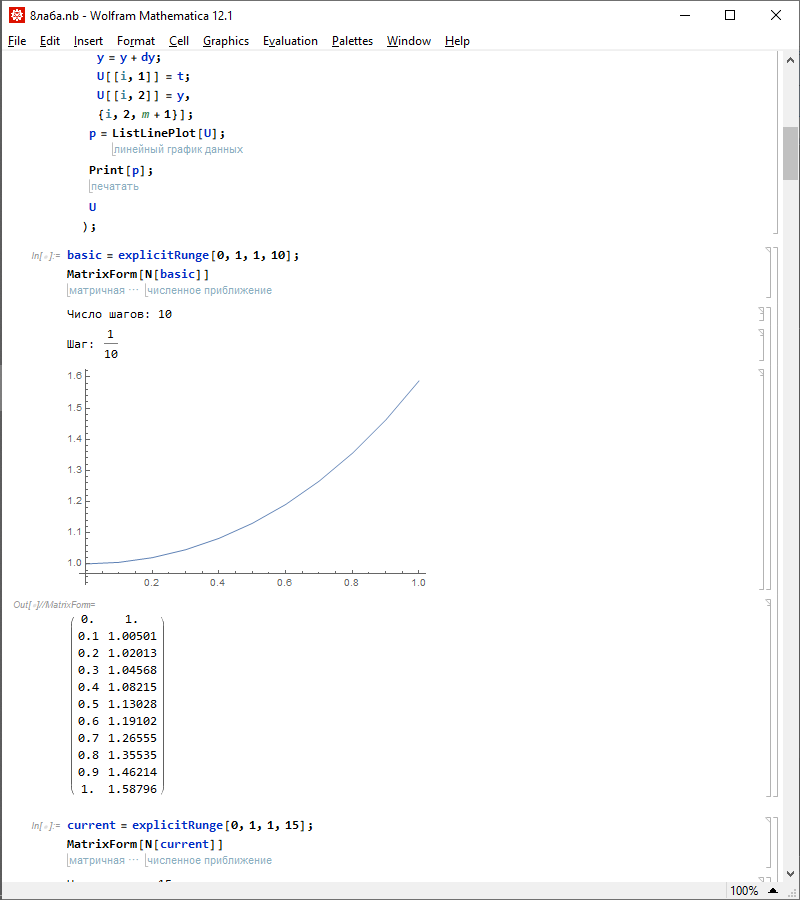 8лаба.nb - Wolfram Mathematica 12.1
File Edit Insert Format Cell Graphics Evaluation Palettes Window Help
y = y + dy;
U[[i, 1]] = t;
U[[i, 2]] = y,
{i, 2, m + 1}];
p = ListLinePlot[U];
линейный график данных
Print[p];
печатать
U
);
In[ ]:= basic = explicitRunge[0, 1, 1, 10];
MatrixForm[N[basic]]
матричная ⋯ численное приближение
Число шагов: 10
Шаг: 1/10
1.6
1.5
1.4
1.3
1.2
1.1
1.0
0.2 0.4 0.6 0.8 1.0
Out[ ]//MatrixForm=
0. 1.
0.1 1.00501
0.2 1.02013
0.3 1.04568
0.4 1.08215
0.5 1.13028
0.6 1.19102
0.7 1.26555
0.8 1.35535
0.9 1.46214
1. 1.58796
In[ ]:= current = explicitRunge[0, 1, 1, 15];
MatrixForm[N[current]]
матричная ⋯ численное приближение
100%